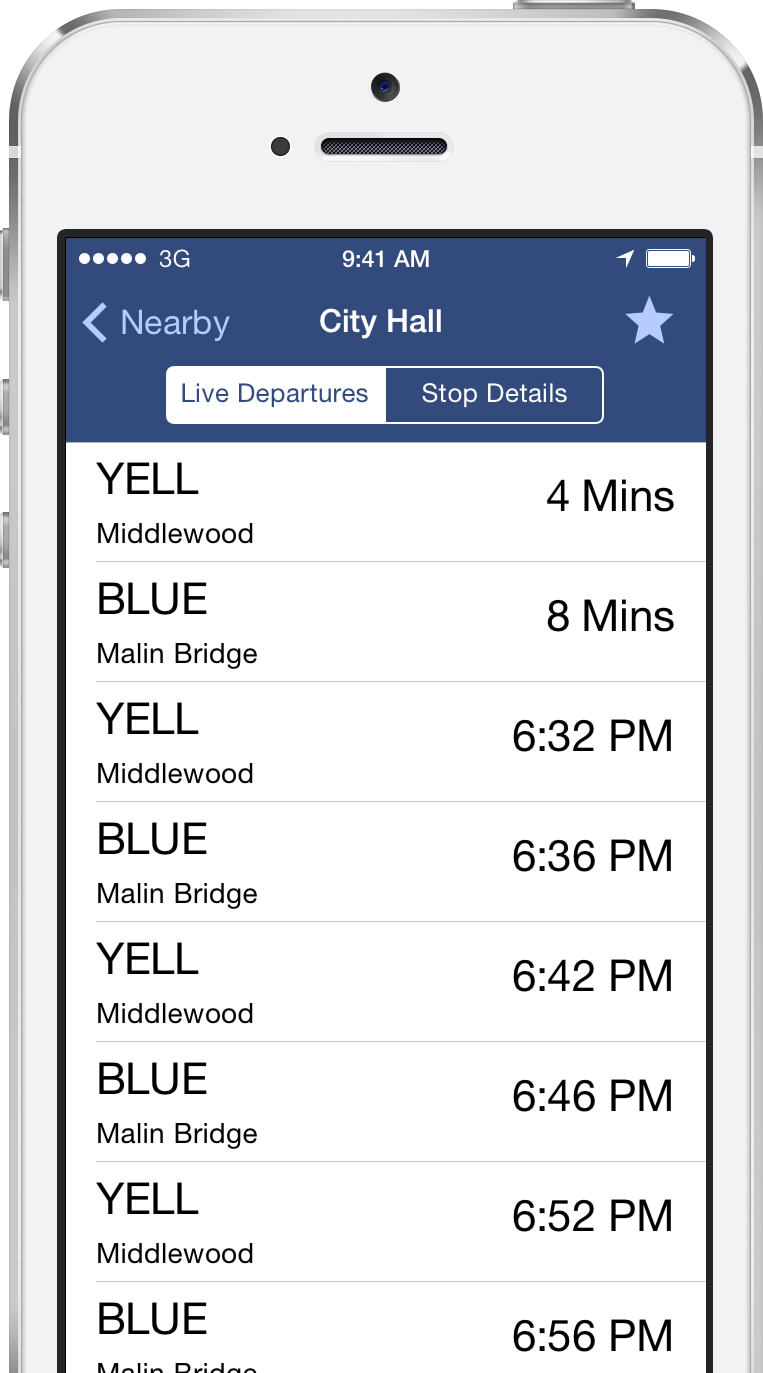 3G 9:41 AM
Nearby City Hall
Live Departures Stop Details
YELL
4 Mins
Middlewood
BLUE
8 Mins
Malin Bridge
YELL
6:32 PM
Middlewood
BLUE
6:36 PM
Malin Bridge
YELL
6:42 PM
Middlewood
BLUE
6:46 PM
Malin Bridge
YELL
6:52 PM
Middlewood
BLUE
6:56 PM
Malin Bridge